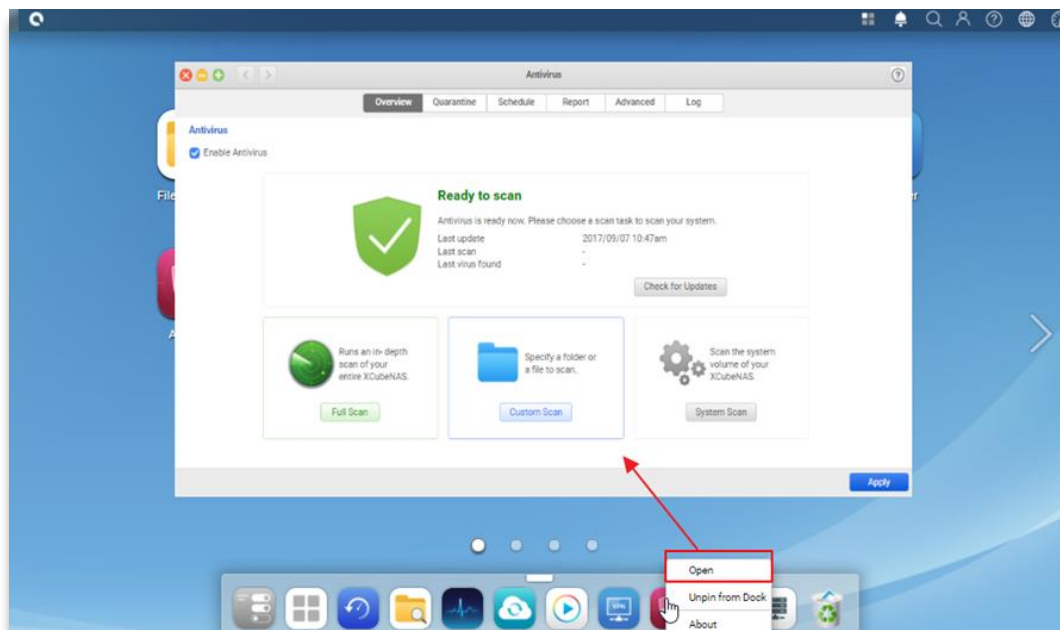 Antivirus
Overview Quarantine Schedule Report Advanced Log
Antivirus
Enable Antivirus
File
er
A
Ready to scan
Antivirus is ready now. Please choose a scan task to scan your system.
Last update 2017/09/07 10:47am
Last scan -
Last virus found -
Check for Updates
Runs an in- depth
scan of your
entire XCubeNAS.
Full Scan
Specify a folder or
a file to scan.
Custom Scan
Scan the system
volume of your
XCubeNAS.
System Scan
Apply
Open
Unpin from Dock
About
VPN